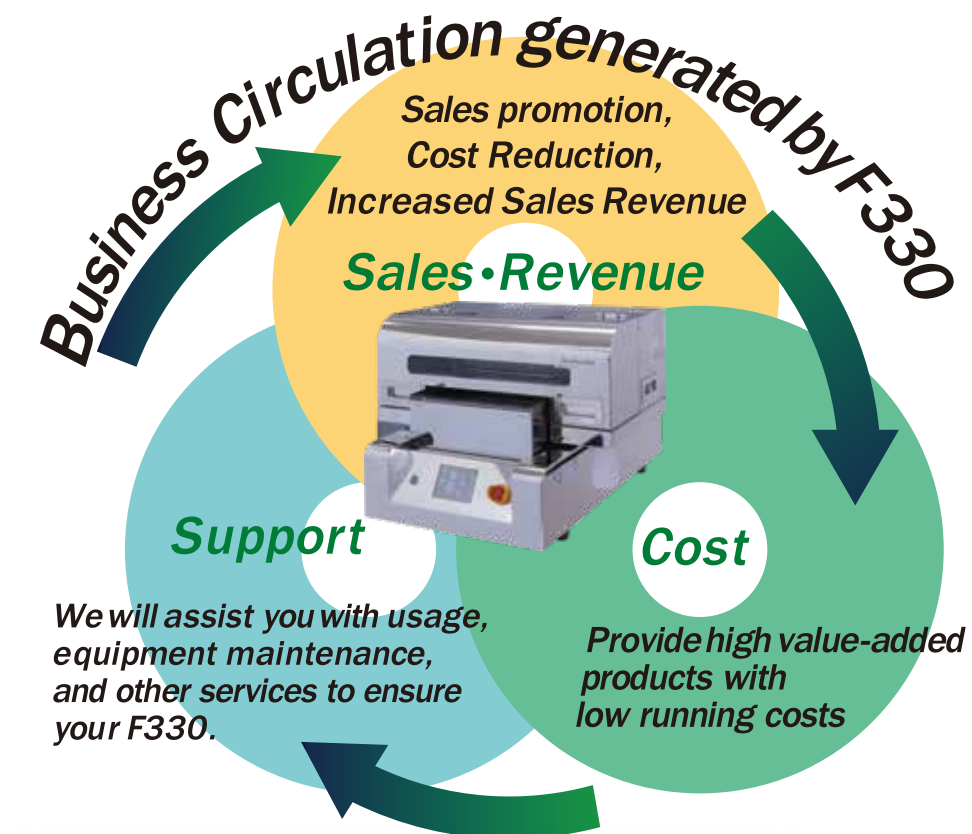 Business Circulation generated by F330
Sales promotion,
Cost Reduction,
Increased Sales Revenue
Sales•Revenue
Support
We will assist you with usage,
equipment maintenance,
and other services to ensure
your F330.
Cost
Provide high value-added
products with
low running costs